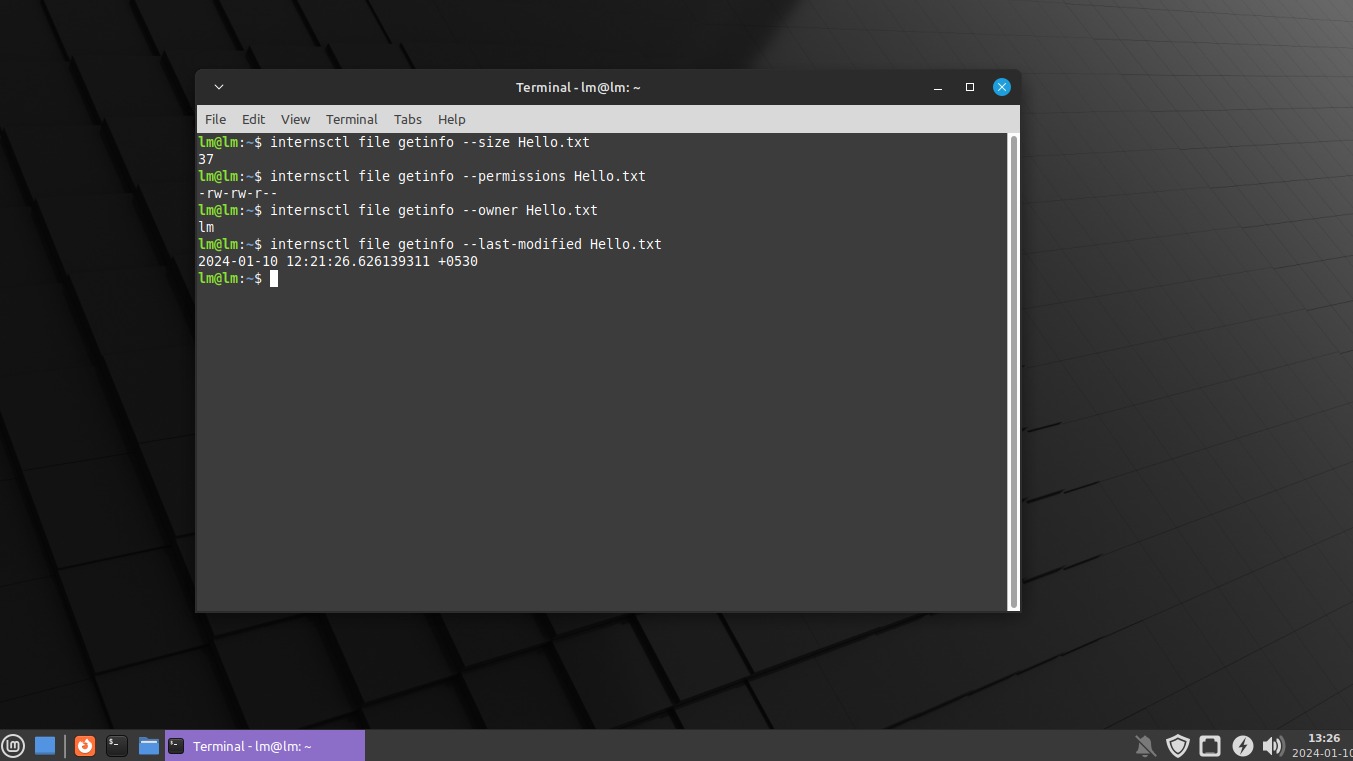 Terminal - lm@lm: ~
File Edit View Terminal Tabs Help
lm@lm:~$ internsctl file getinfo --size Hello.txt
37
lm@lm:~$ internsctl file getinfo --permissions Hello.txt
-rw-rw-r--
lm@lm:~$ internsctl file getinfo --owner Hello.txt
lm
lm@lm:~$ internsctl file getinfo --last-modified Hello.txt
2024-01-10 12:21:26.626139311 +0530
lm@lm:~$
Terminal - lm@lm: ~
13:26
2024-01-10